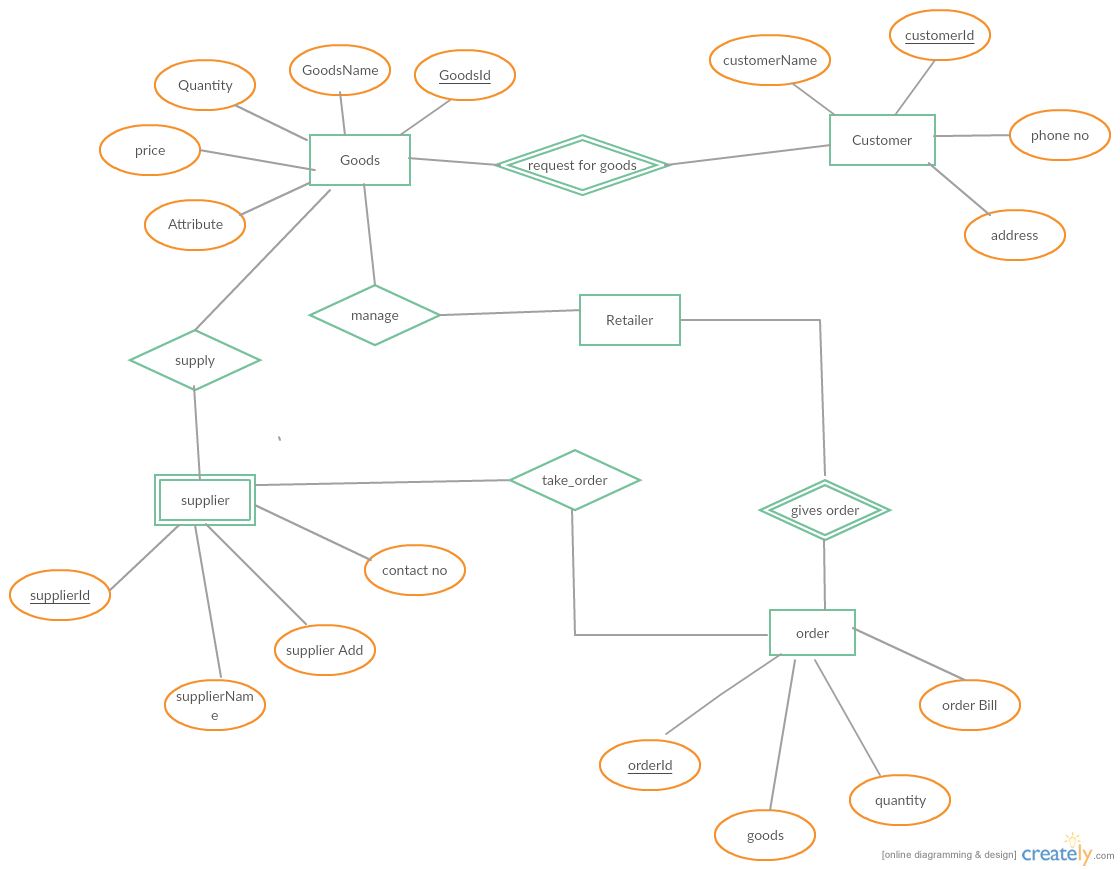 customerId
GoodsName
customerName
GoodsId
Quantity
phone no
price
Customer
Goods
request for goods
Attribute
address
manage
Retailer
supply
take_order
supplier
gives order
contact no
supplierId
order
supplier Add
supplierNam
e
order Bill
orderId
quantity
goods
[online diagramming & design] creately.com